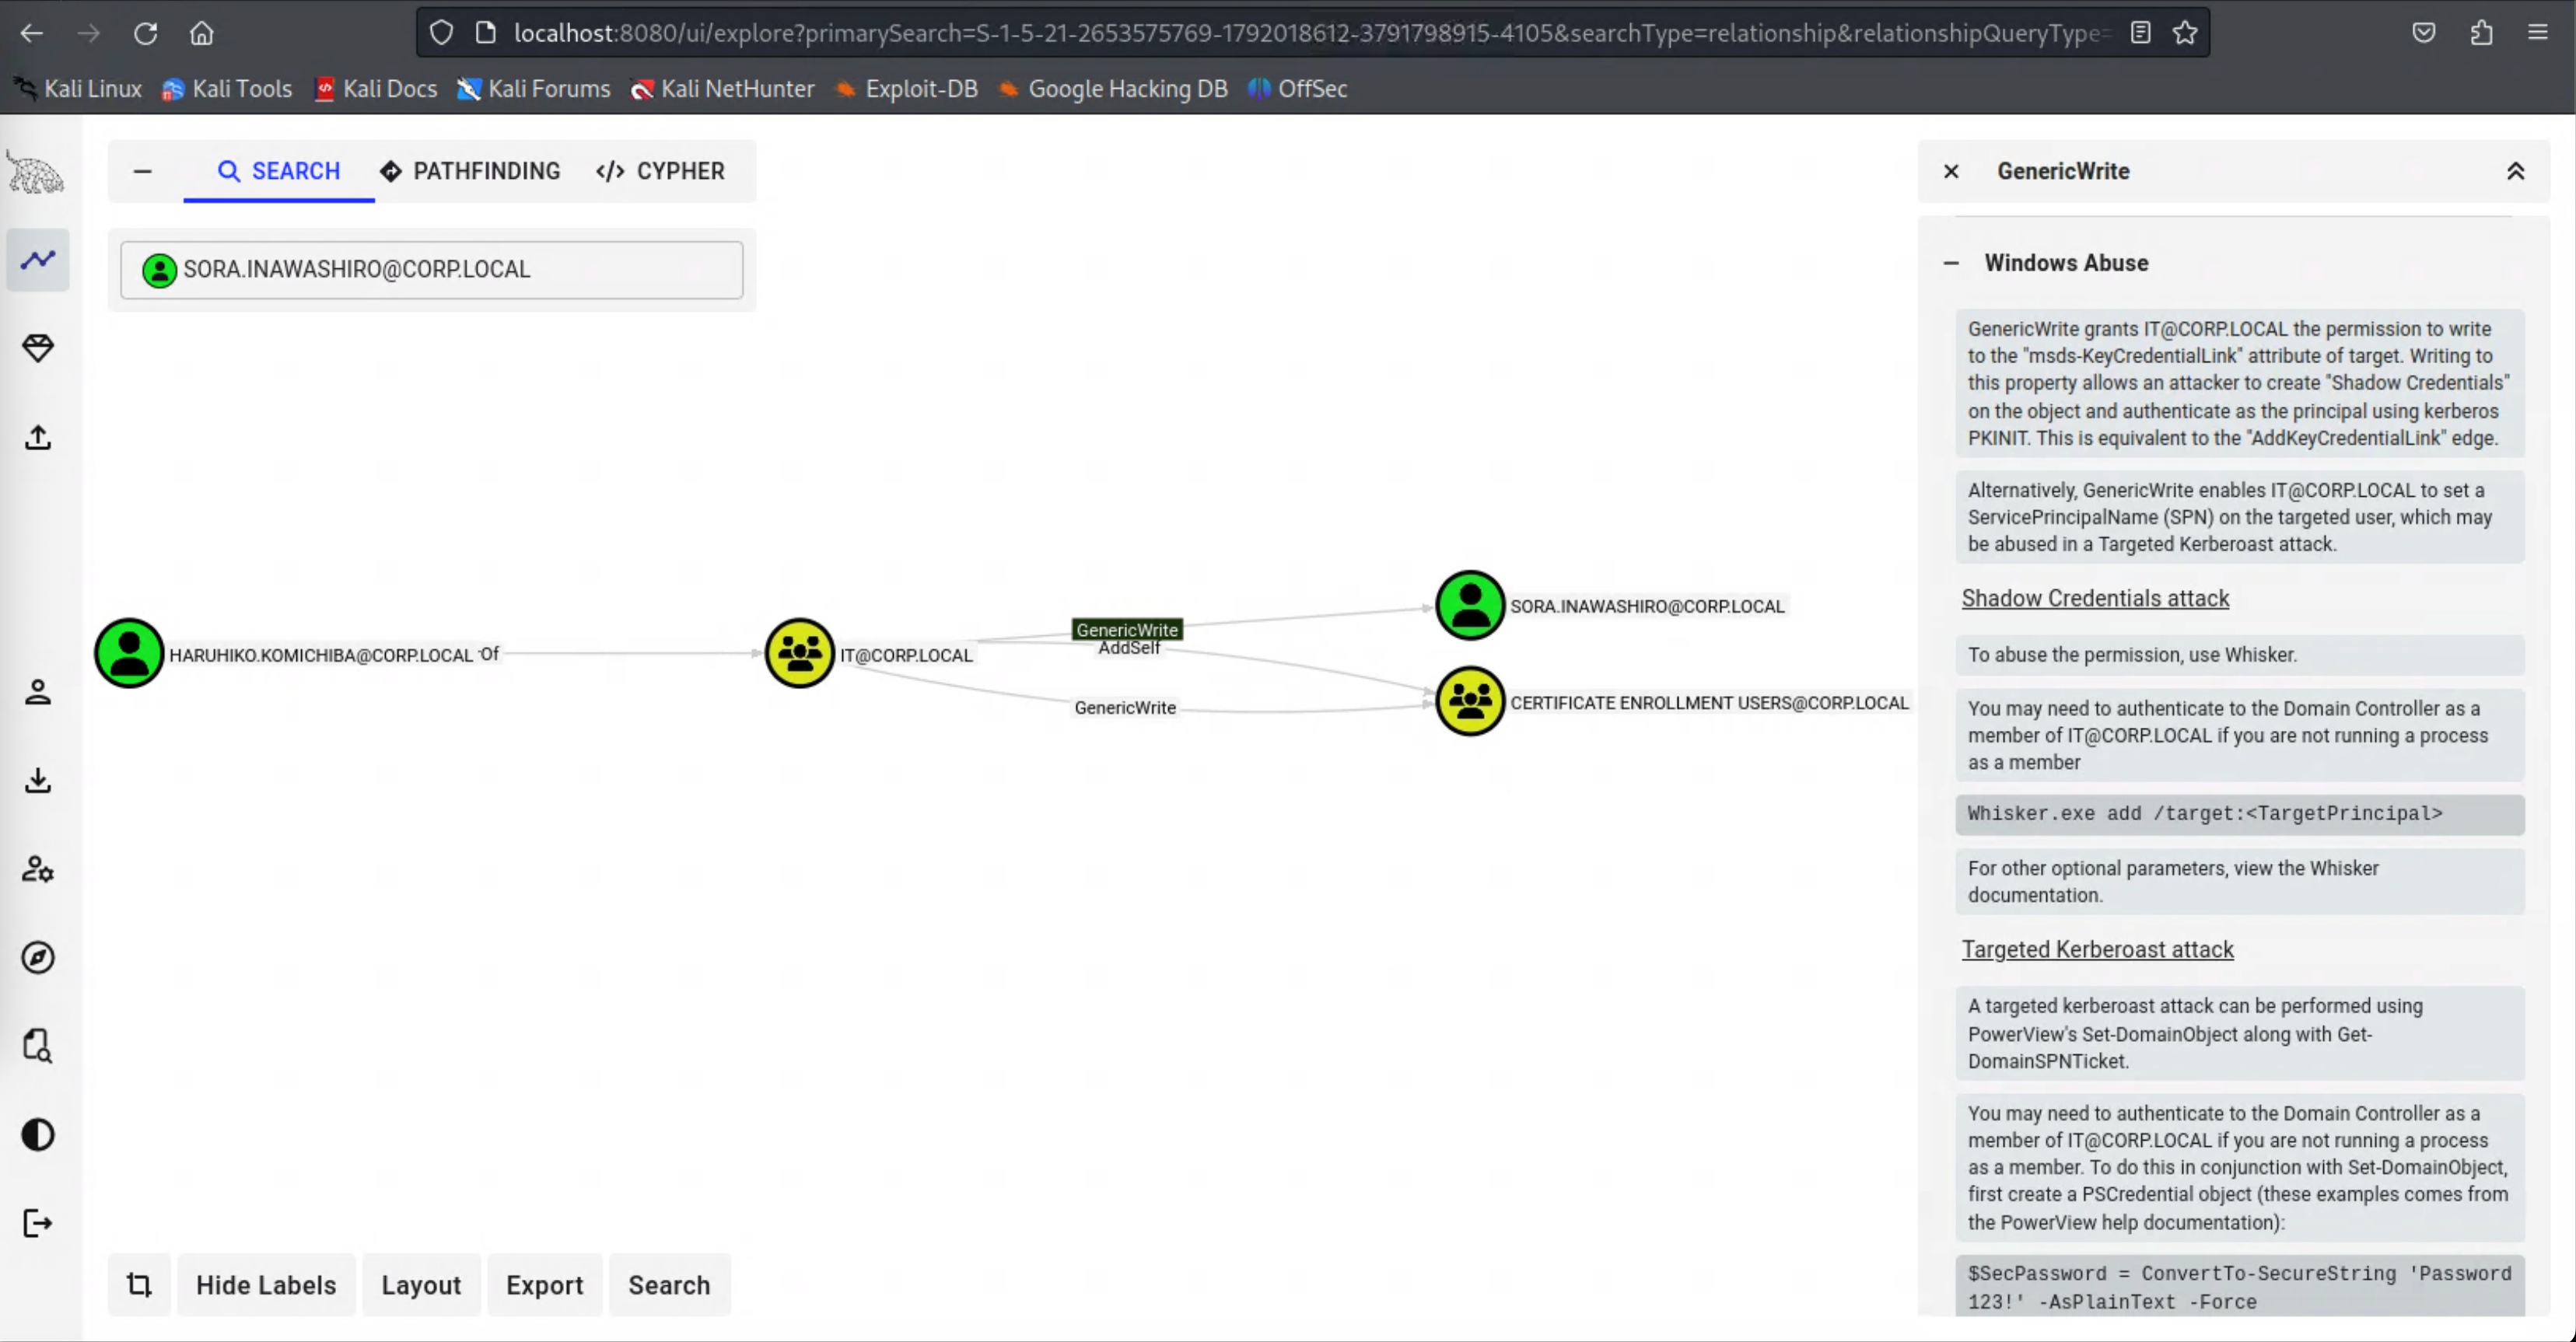 localhost:8080/ui/explore?primarySearch=S-1-5-21-2653575769-1792018612-3791798915-4105&searchType=relationship&relationshipQueryType=
Kali Linux Kali Tools Kali Docs Kali Forums Kali NetHunter Exploit-DB Google Hacking DB OffSec
SEARCH PATHFINDING </> CYPHER
SORA.INAWASHIRO@CORP.LOCAL
HARUHIKO.KOMICHIBA@CORP.LOCAL Of
IT@CORP.LOCAL
GenericWrite
AddSelf
GenericWrite
SORA.INAWASHIRO@CORP.LOCAL
CERTIFICATE ENROLLMENT USERS@CORP.LOCAL
Hide Labels Layout Export Search
GenericWrite
Windows Abuse
GenericWrite grants IT@CORP.LOCAL the permission to write
to the "msds-KeyCredentialLink" attribute of target. Writing to
this property allows an attacker to create "Shadow Credentials"
on the object and authenticate as the principal using kerberos
PKINIT. This is equivalent to the "AddKeyCredentialLink" edge.
Alternatively, GenericWrite enables IT@CORP.LOCAL to set a
ServicePrincipalName (SPN) on the targeted user, which may
be abused in a Targeted Kerberoast attack.
Shadow Credentials attack
To abuse the permission, use Whisker.
You may need to authenticate to the Domain Controller as a
member of IT@CORP.LOCAL if you are not running a process
as a member
Whisker.exe add /target:<TargetPrincipal>
For other optional parameters, view the Whisker
documentation.
Targeted Kerberoast attack
A targeted kerberoast attack can be performed using
PowerView's Set-DomainObject along with Get-
DomainSPNTicket.
You may need to authenticate to the Domain Controller as a
member of IT@CORP.LOCAL if you are not running a process
as a member. To do this in conjunction with Set-DomainObject,
first create a PSCredential object (these examples comes from
the PowerView help documentation):
$SecPassword = ConvertTo-SecureString 'Password
123!' -AsPlainText -Force